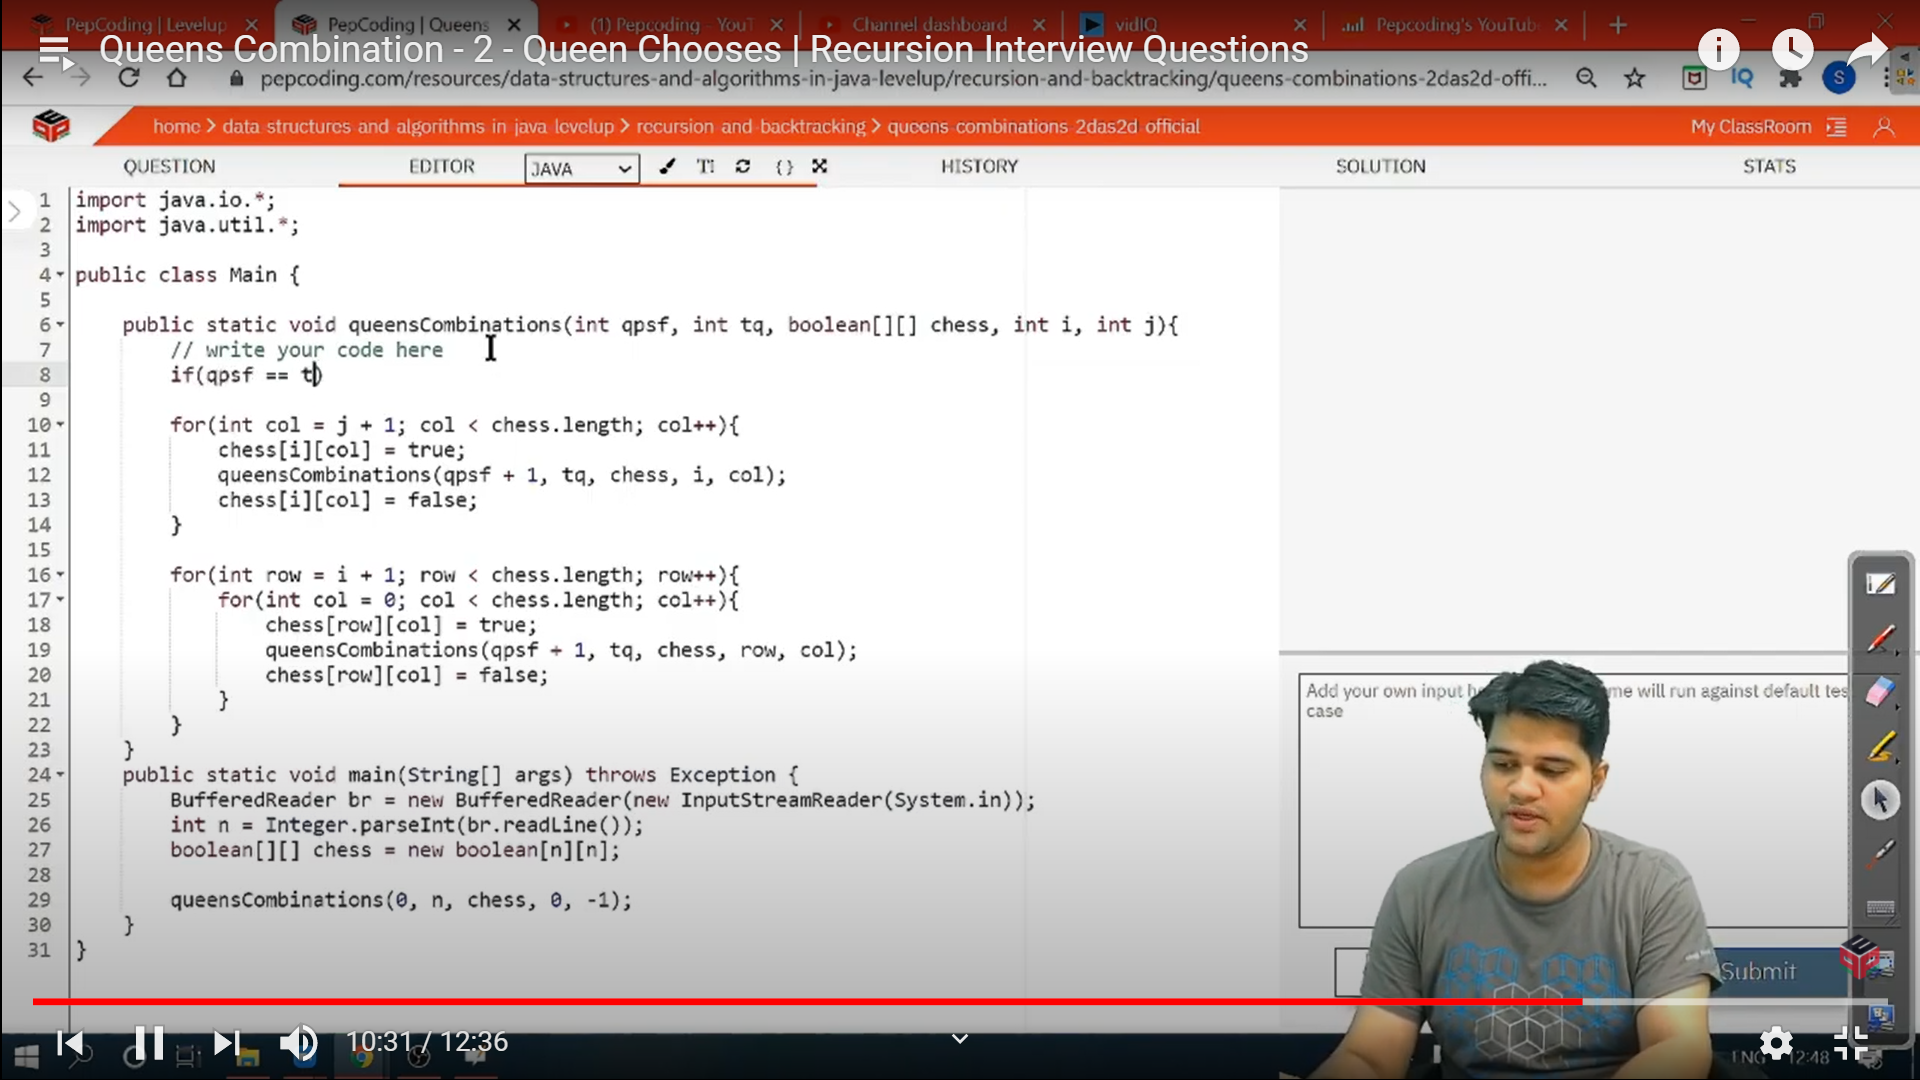 PepCoding | Levelup
PepCoding | Queens
(1) Pepcoding - YouT
Channel dashboard
vidIQ
Pepcoding's YouTub
Queens Combination - 2 - Queen Chooses | Recursion Interview Questions
pepcoding.com/resources/data-structures-and-algorithms-in-java-levelup/recursion-and-backtracking/queens-combinations-2das2d-offi...
IQ
S
home > data structures and algorithms in java levelup > recursion and backtracking > queens combinations 2das2d official
My ClassRoom
QUESTION
EDITOR
JAVA
HISTORY
SOLUTION
STATS
1 import java.io.*;
2 import java.util.*;
3
4 public class Main {
5
6 public static void queensCombinations(int qpsf, int tq, boolean[][] chess, int i, int j){
7 // write your code here
8 if(qpsf == t)
9
10 for(int col = j + 1; col < chess.length; col++){
11 chess[i][col] = true;
12 queensCombinations(qpsf + 1, tq, chess, i, col);
13 chess[i][col] = false;
14 }
15
16 for(int row = i + 1; row < chess.length; row++){
17 for(int col = 0; col < chess.length; col++){
18 chess[row][col] = true;
19 queensCombinations(qpsf + 1, tq, chess, row, col);
20 chess[row][col] = false;
21 }
22 }
23 }
24 public static void main(String[] args) throws Exception {
25 BufferedReader br = new BufferedReader(new InputStreamReader(System.in));
26 int n = Integer.parseInt(br.readLine());
27 boolean[][] chess = new boolean[n][n];
28
29 queensCombinations(0, n, chess, 0, -1);
30 }
31 }
Add your own input h me will run against default tes
case
Submit
10:31 / 12:36
ENG 12:48